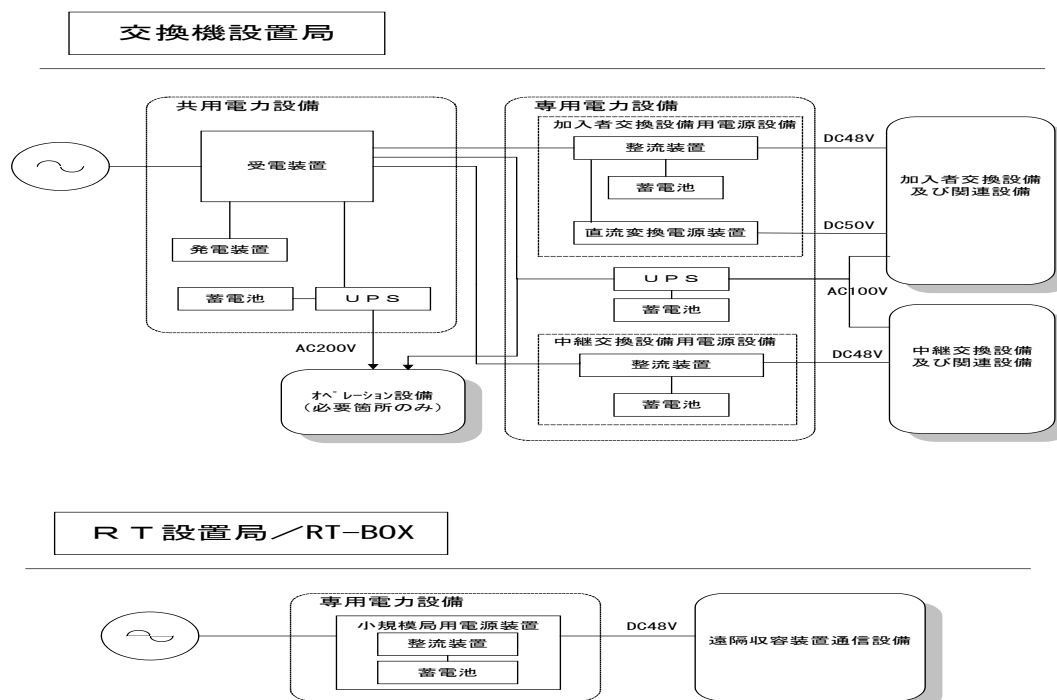 交換機設置局
共用電力設備
専用電力設備
加入者交換設備用電源設備
受電装置
整流装置
DC48V
蓄電池
加入者交換設備
及び関連設備
発電装置
直流変換電源装置
DC50V
蓄電池
ＵＰＳ
ＵＰＳ
AC100V
蓄電池
AC200V
中継交換設備用電源設備
整流装置
DC48V
中継交換設備
及び関連設備
蓄電池
ｵﾍﾟﾚｰｼｮﾝ設備
（必要箇所のみ）
ＲＴ設置局／RT-BOX
専用電力設備
小規模局用電源装置
整流装置
蓄電池
DC48V
遠隔収容装置通信設備